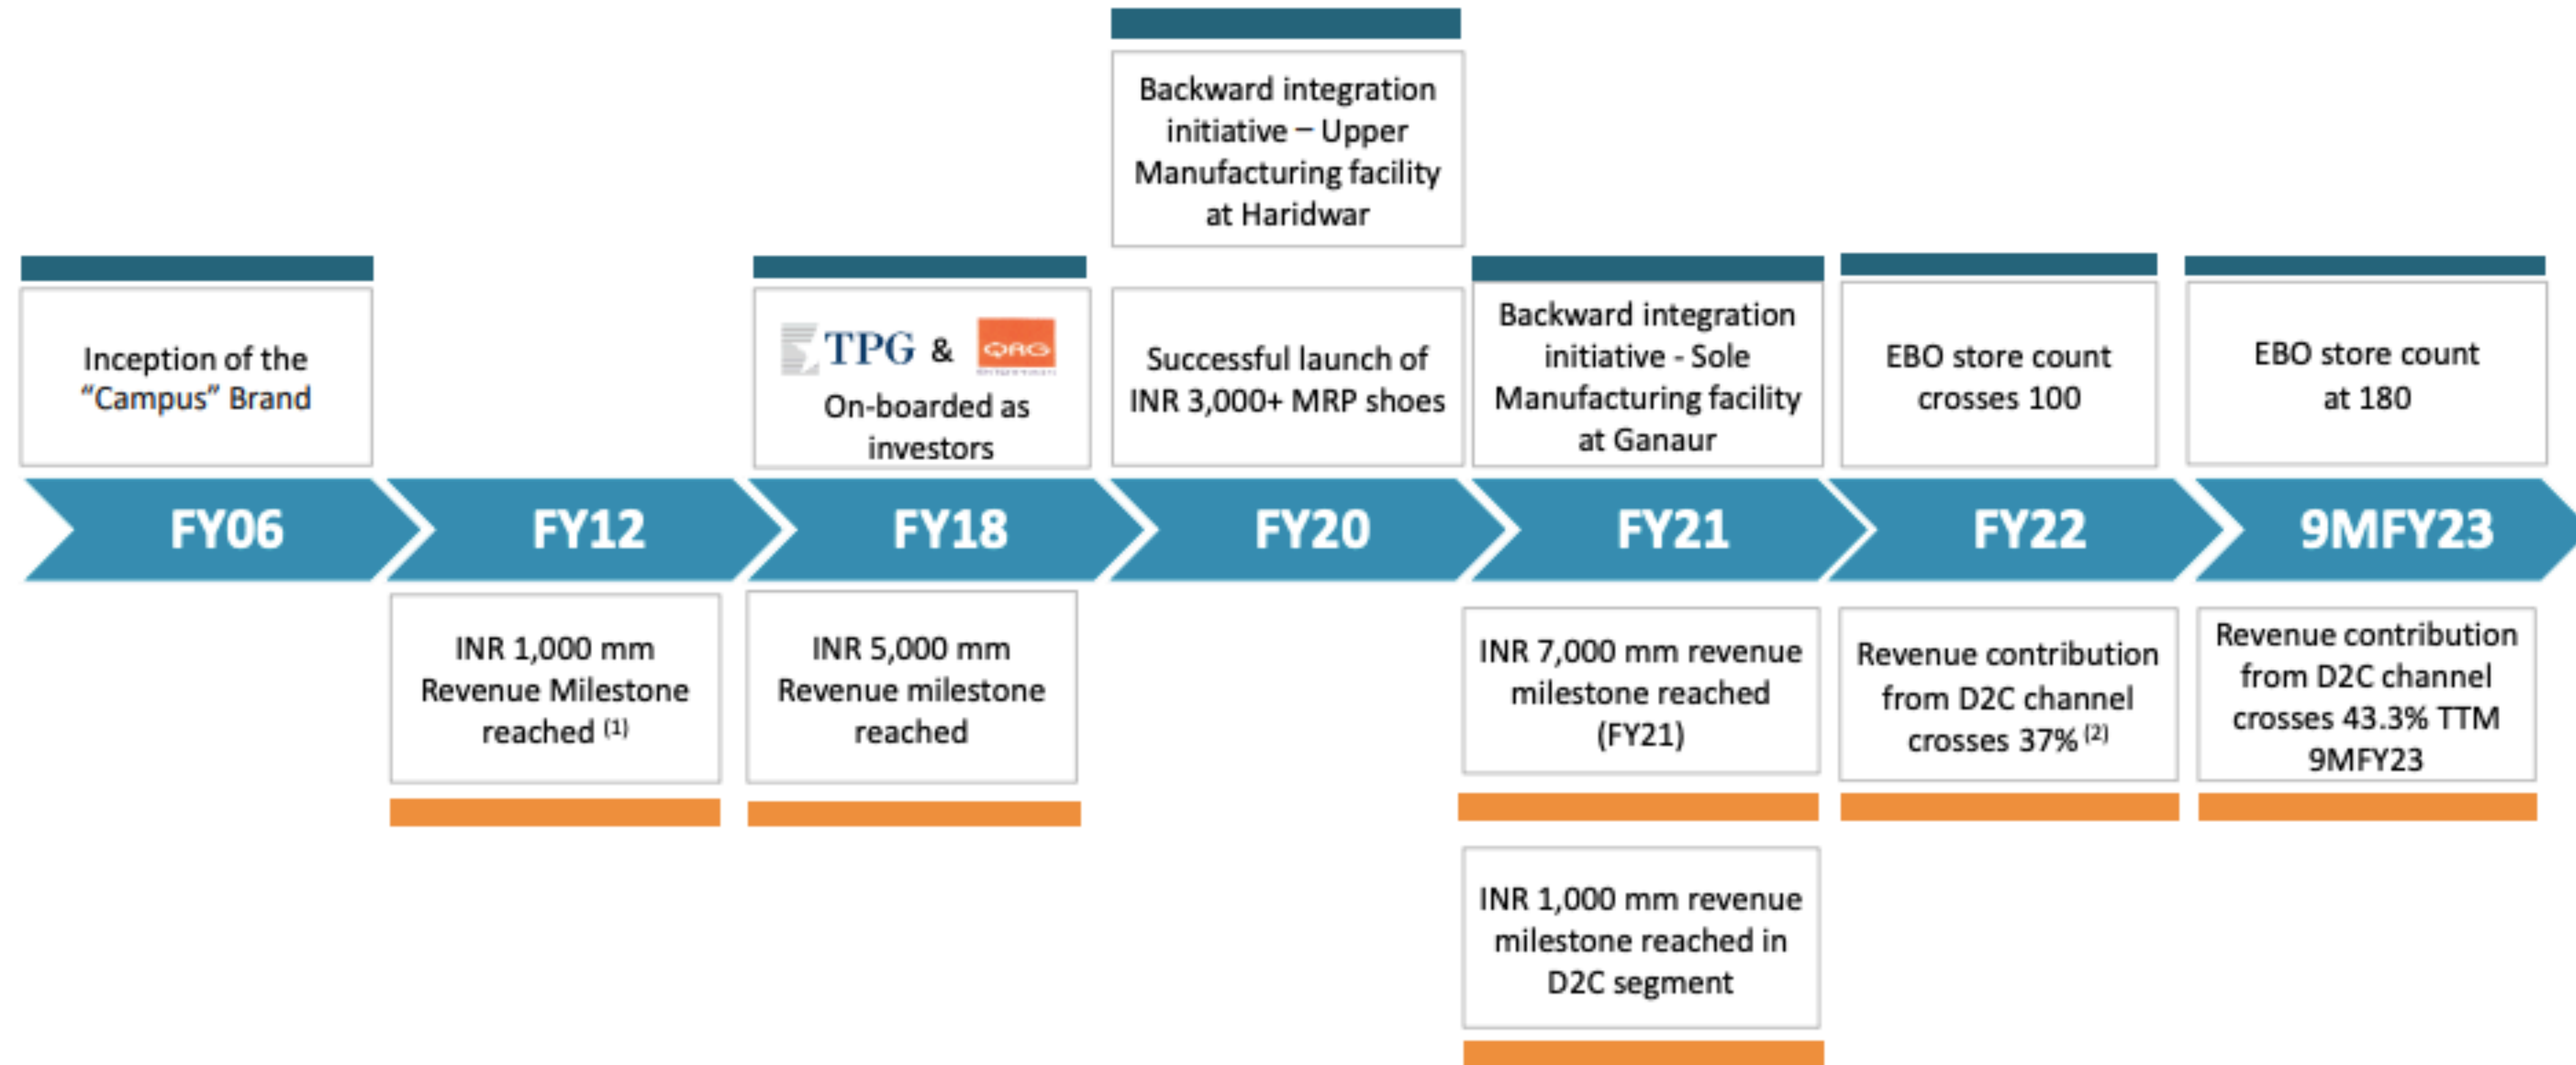 Backward integration
initiative – Upper
Manufacturing facility
at Haridwar
Inception of the
“Campus” Brand
TPG & QRG
On-boarded as
investors
Successful launch of
INR 3,000+ MRP shoes
Backward integration
initiative - Sole
Manufacturing facility
at Ganaur
EBO store count
crosses 100
EBO store count
at 180
FY06
FY12
FY18
FY20
FY21
FY22
9MFY23
INR 1,000 mm
Revenue Milestone
reached (1)
INR 5,000 mm
Revenue milestone
reached
INR 7,000 mm revenue
milestone reached
(FY21)
Revenue contribution
from D2C channel
crosses 37% (2)
Revenue contribution
from D2C channel
crosses 43.3% TTM
9MFY23
INR 1,000 mm revenue
milestone reached in
D2C segment